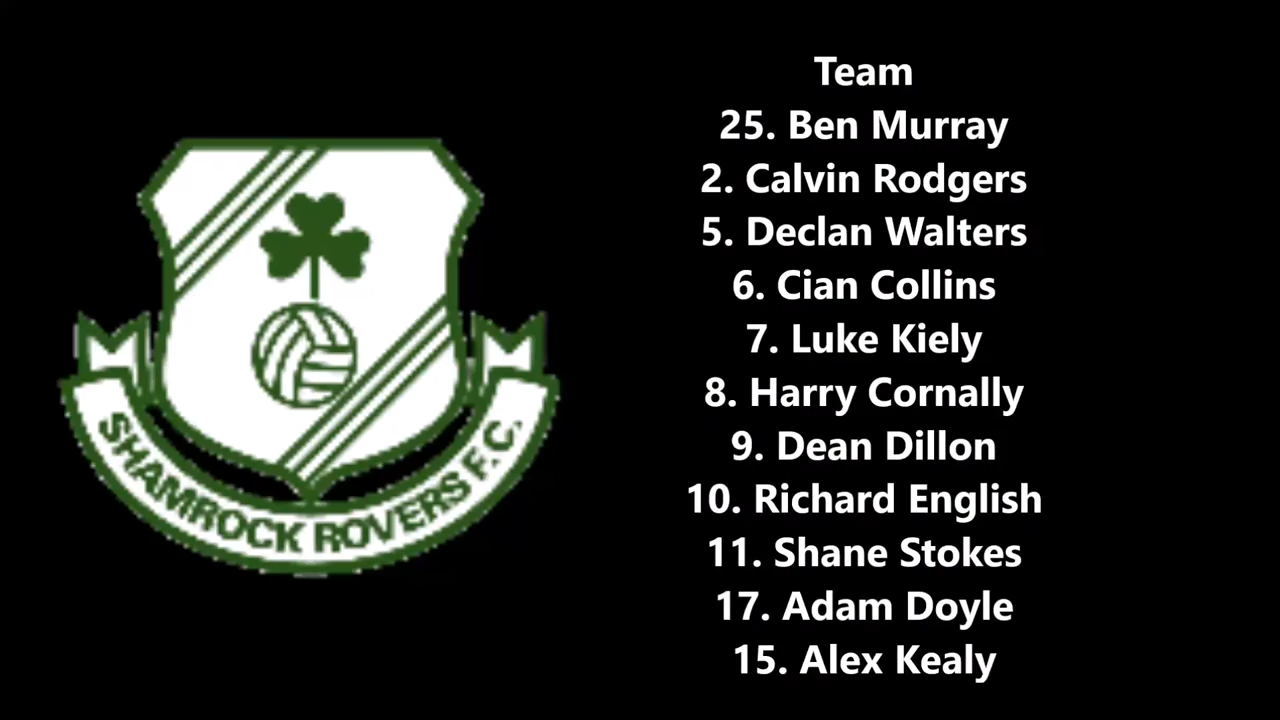 SHAMROCK ROVERS F.C.
Team
25. Ben Murray
2. Calvin Rodgers
5. Declan Walters
6. Cian Collins
7. Luke Kiely
8. Harry Cornally
9. Dean Dillon
10. Richard English
11. Shane Stokes
17. Adam Doyle
15. Alex Kealy